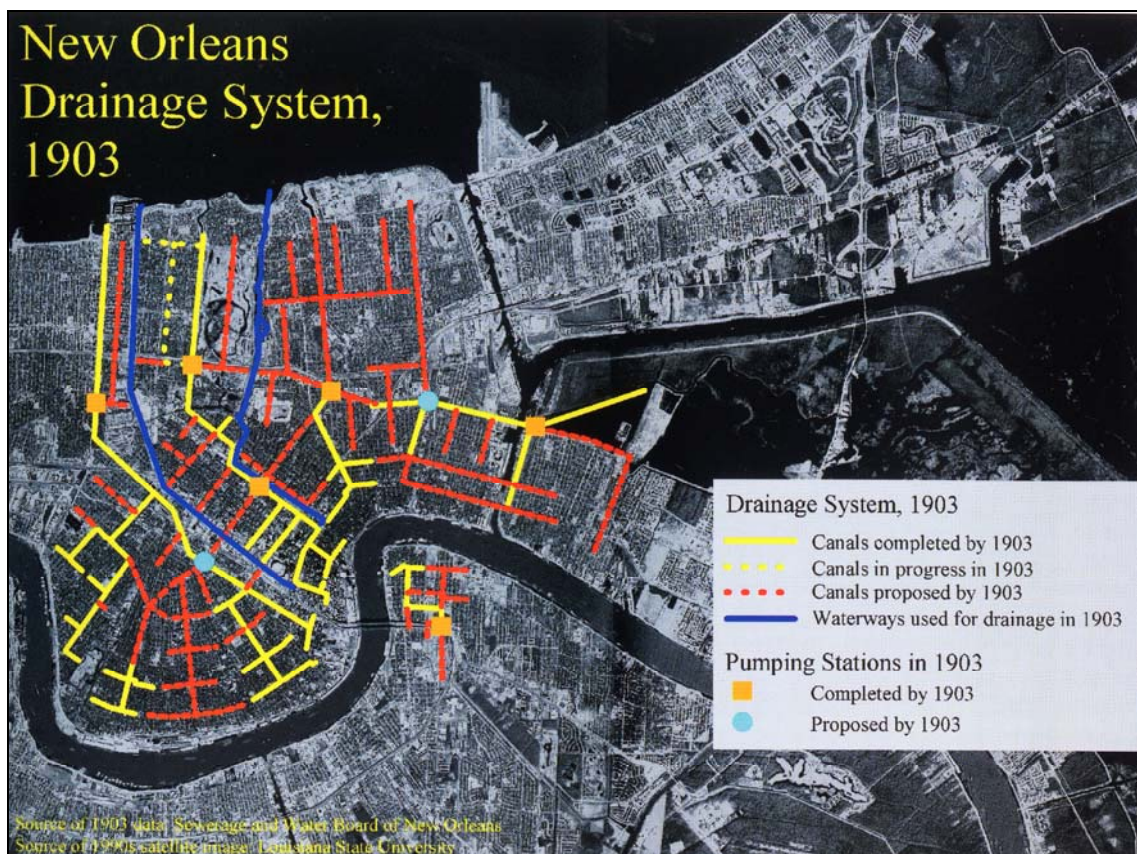 New Orleans
Drainage System,
1903
Drainage System, 1903
Canals completed by 1903
Canals in progress in 1903
Canals proposed by 1903
Waterways used for drainage in 1903
Pumping Stations in 1903
Completed by 1903
Proposed by 1903
Source of 1903 data: Sewerage and Water Board of New Orleans
Source of 1990s satellite image: Louisiana State University